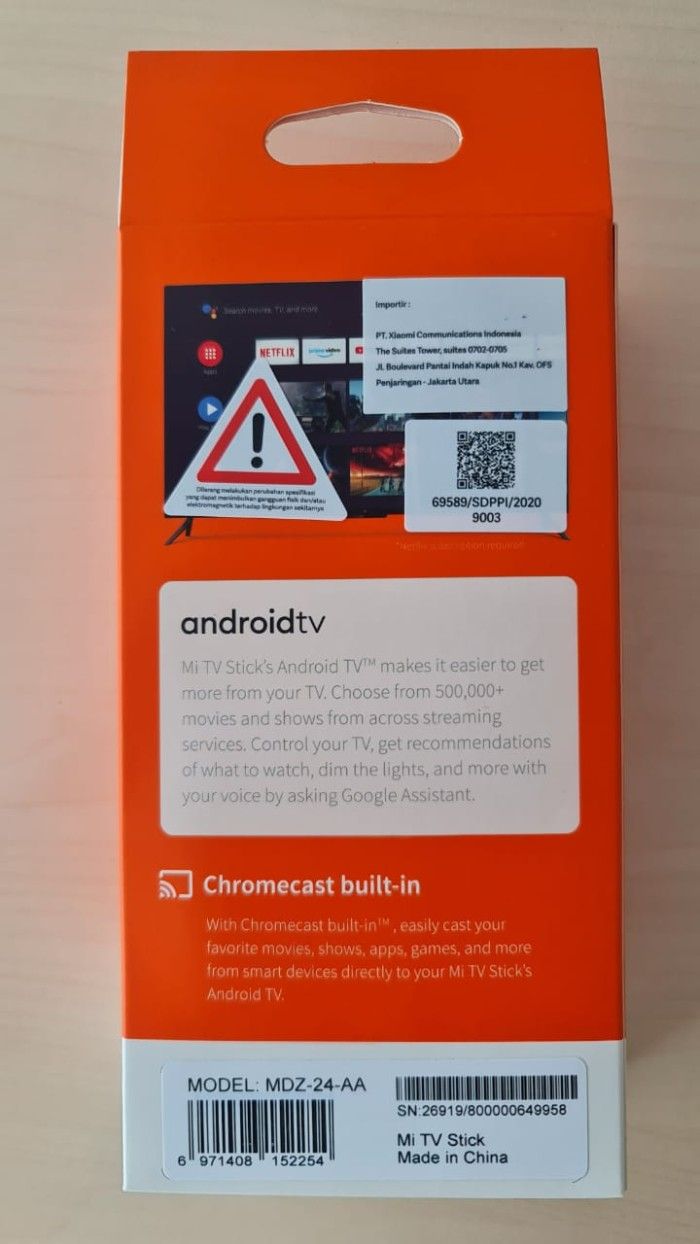 Search movies, TV, and more
Importir :
PT. Xiaomi Communications Indonesia
The Suites Tower, suites 0702-0705
Jl. Boulevard Pantai Indah Kapuk No.1 Kav. OFS
Penjaringan - Jakarta Utara
Apps
NETFLIX
prime video
Dilarang melakukan perubahan spesifikasi
yang dapat menimbulkan gangguan fisik dan/atau
elektromagnetik terhadap lingkungan sekitarnya
NETFLIX
69589/SDPPI/2020
9003
*Netflix subscription required
androidtv
Mi TV Stick's Android TV™ makes it easier to get
more from your TV. Choose from 500,000+
movies and shows from across streaming
services. Control your TV, get recommendations
of what to watch, dim the lights, and more with
your voice by asking Google Assistant.
Chromecast built-in
With Chromecast built-in™ , easily cast your
favorite movies, shows, apps, games, and more
from smart devices directly to your Mi TV Stick's
Android TV.
MODEL: MDZ-24-AA
6 971408 152254
SN:26919/800000649958
Mi TV Stick
Made in China